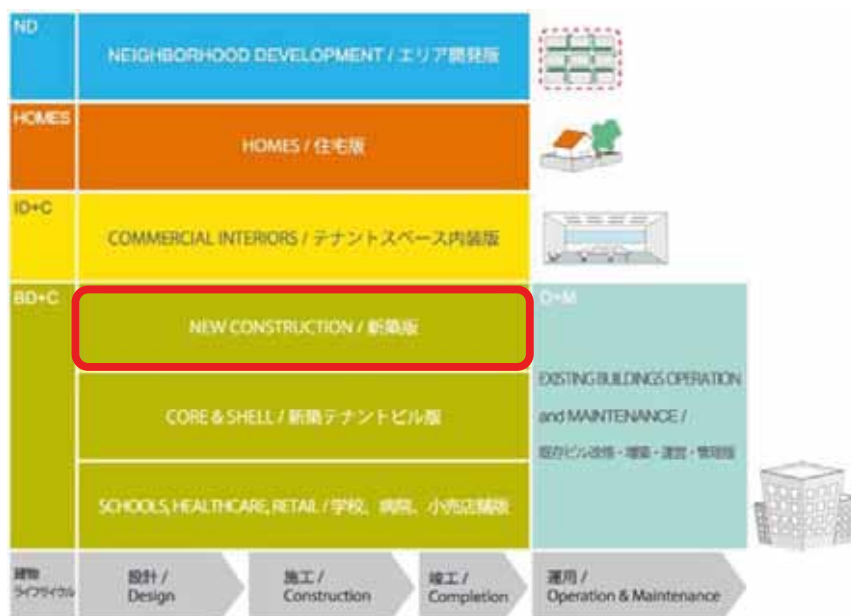 ND
NEIGHBORHOOD DEVELOPMENT / エリア開発版
HOMES
HOMES / 住宅版
ID+C
COMMERCIAL INTERIORS / テナントスペース内装版
BD+C
NEW CONSTRUCTION / 新築版
O+M
CORE & SHELL / 新築テナントビル版
EXISTING BUILDINGS OPERATION
and MAINTENANCE /
既存ビル改修・増築・運営・管理版
SCHOOLS, HEALTHCARE, RETAIL / 学校、病院、小売店舗版
建物
ライフサイクル
設計 /
Design
施工 /
Construction
竣工 /
Completion
運用 /
Operation & Maintenance